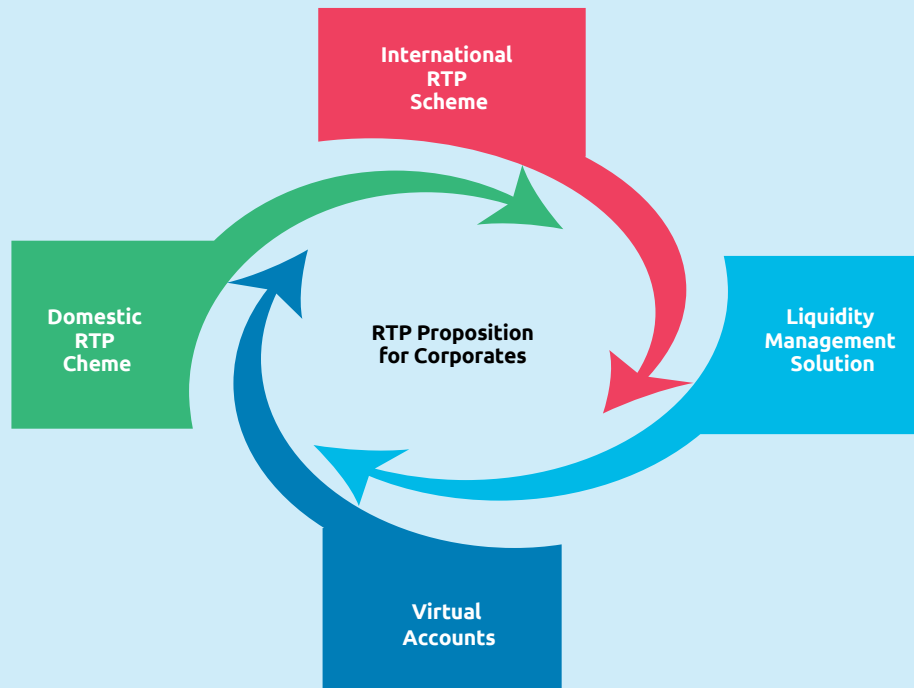 International
RTP
Scheme
Domestic
RTP
Cheme
RTP Proposition
for Corporates
Liquidity
Management
Solution
Virtual
Accounts